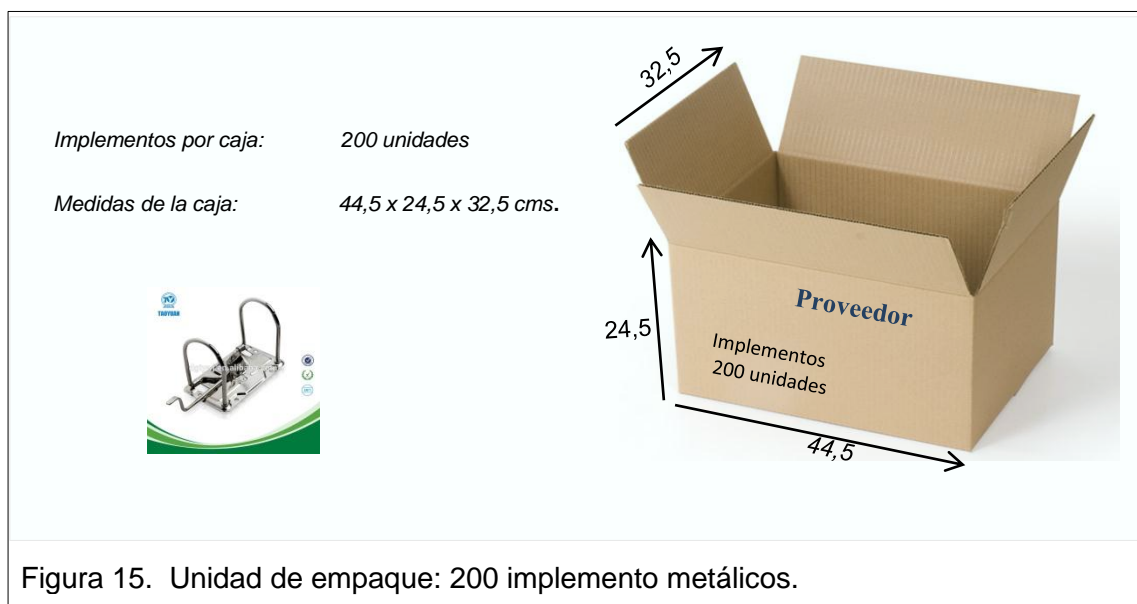 32,5
Implementos por caja: 200 unidades
Medidas de la caja: 44,5 x 24,5 x 32,5 cms.
TAOYUAN
24,5
Proveedor
Implementos
200 unidades
44,5
Figura 15. Unidad de empaque: 200 implemento metálicos.